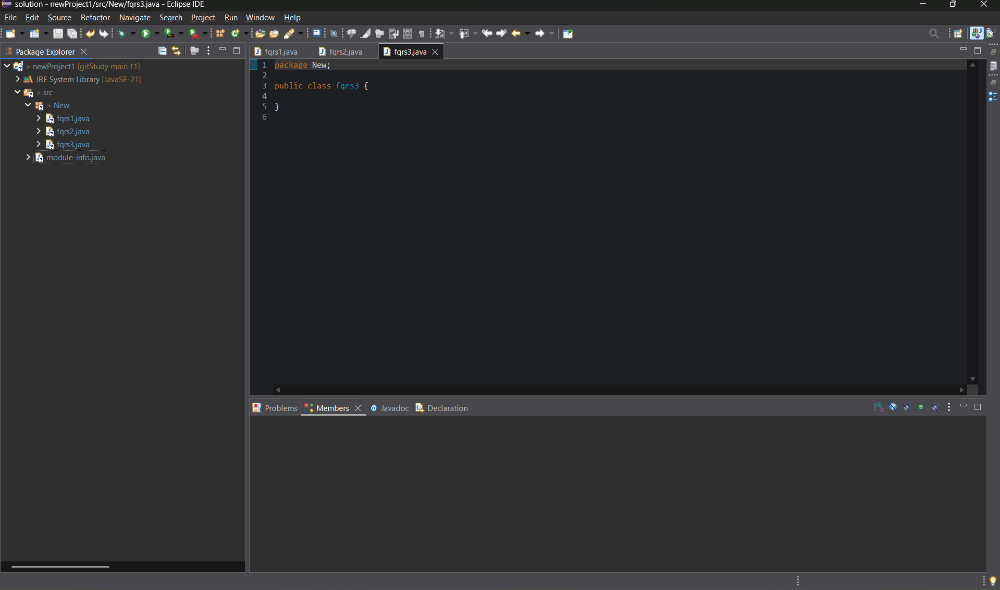 solution - newProject1/src/New/fqrs3.java - Eclipse IDE
File Edit Source Refactor Navigate Search Project Run Window Help
Package Explorer
fqrs1.java fqrs2.java fqrs3.java
> newProject1 [gitStudy main ↑1]
JRE System Library [JavaSE-21]
> src
> New
fqrs1.java
fqrs2.java
fqrs3.java
module-info.java
1 package New;
2
3 public class fqrs3 {
4
5 }
6
Problems Members @ Javadoc Declaration